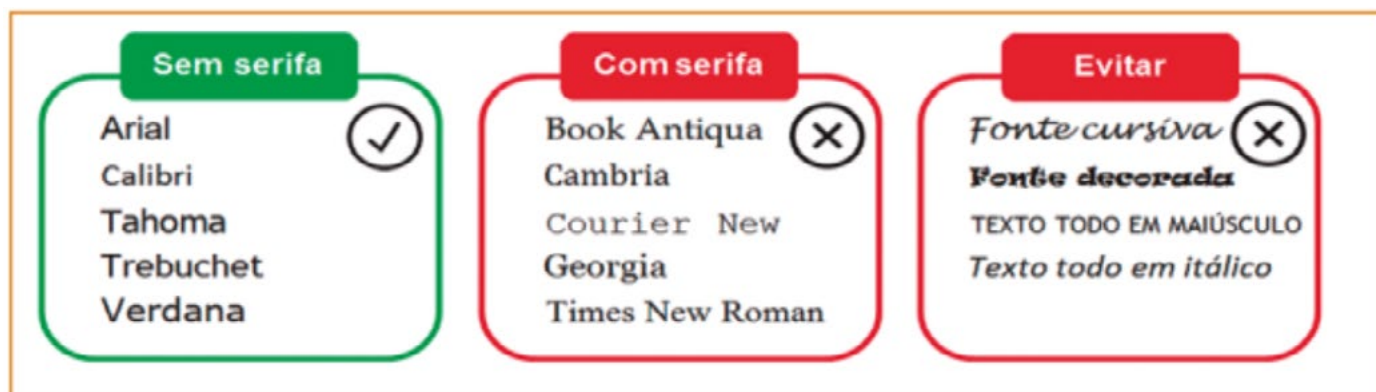 Sem serifa
Arial
Calibri
Tahoma
Trebuchet
Verdana
Com serifa
Book Antiqua
Cambria
Courier New
Georgia
Times New Roman
Evitar
Fonte cursiva
Fonte decorada
TEXTO TODO EM MAIÚSCULO
Texto todo em itálico